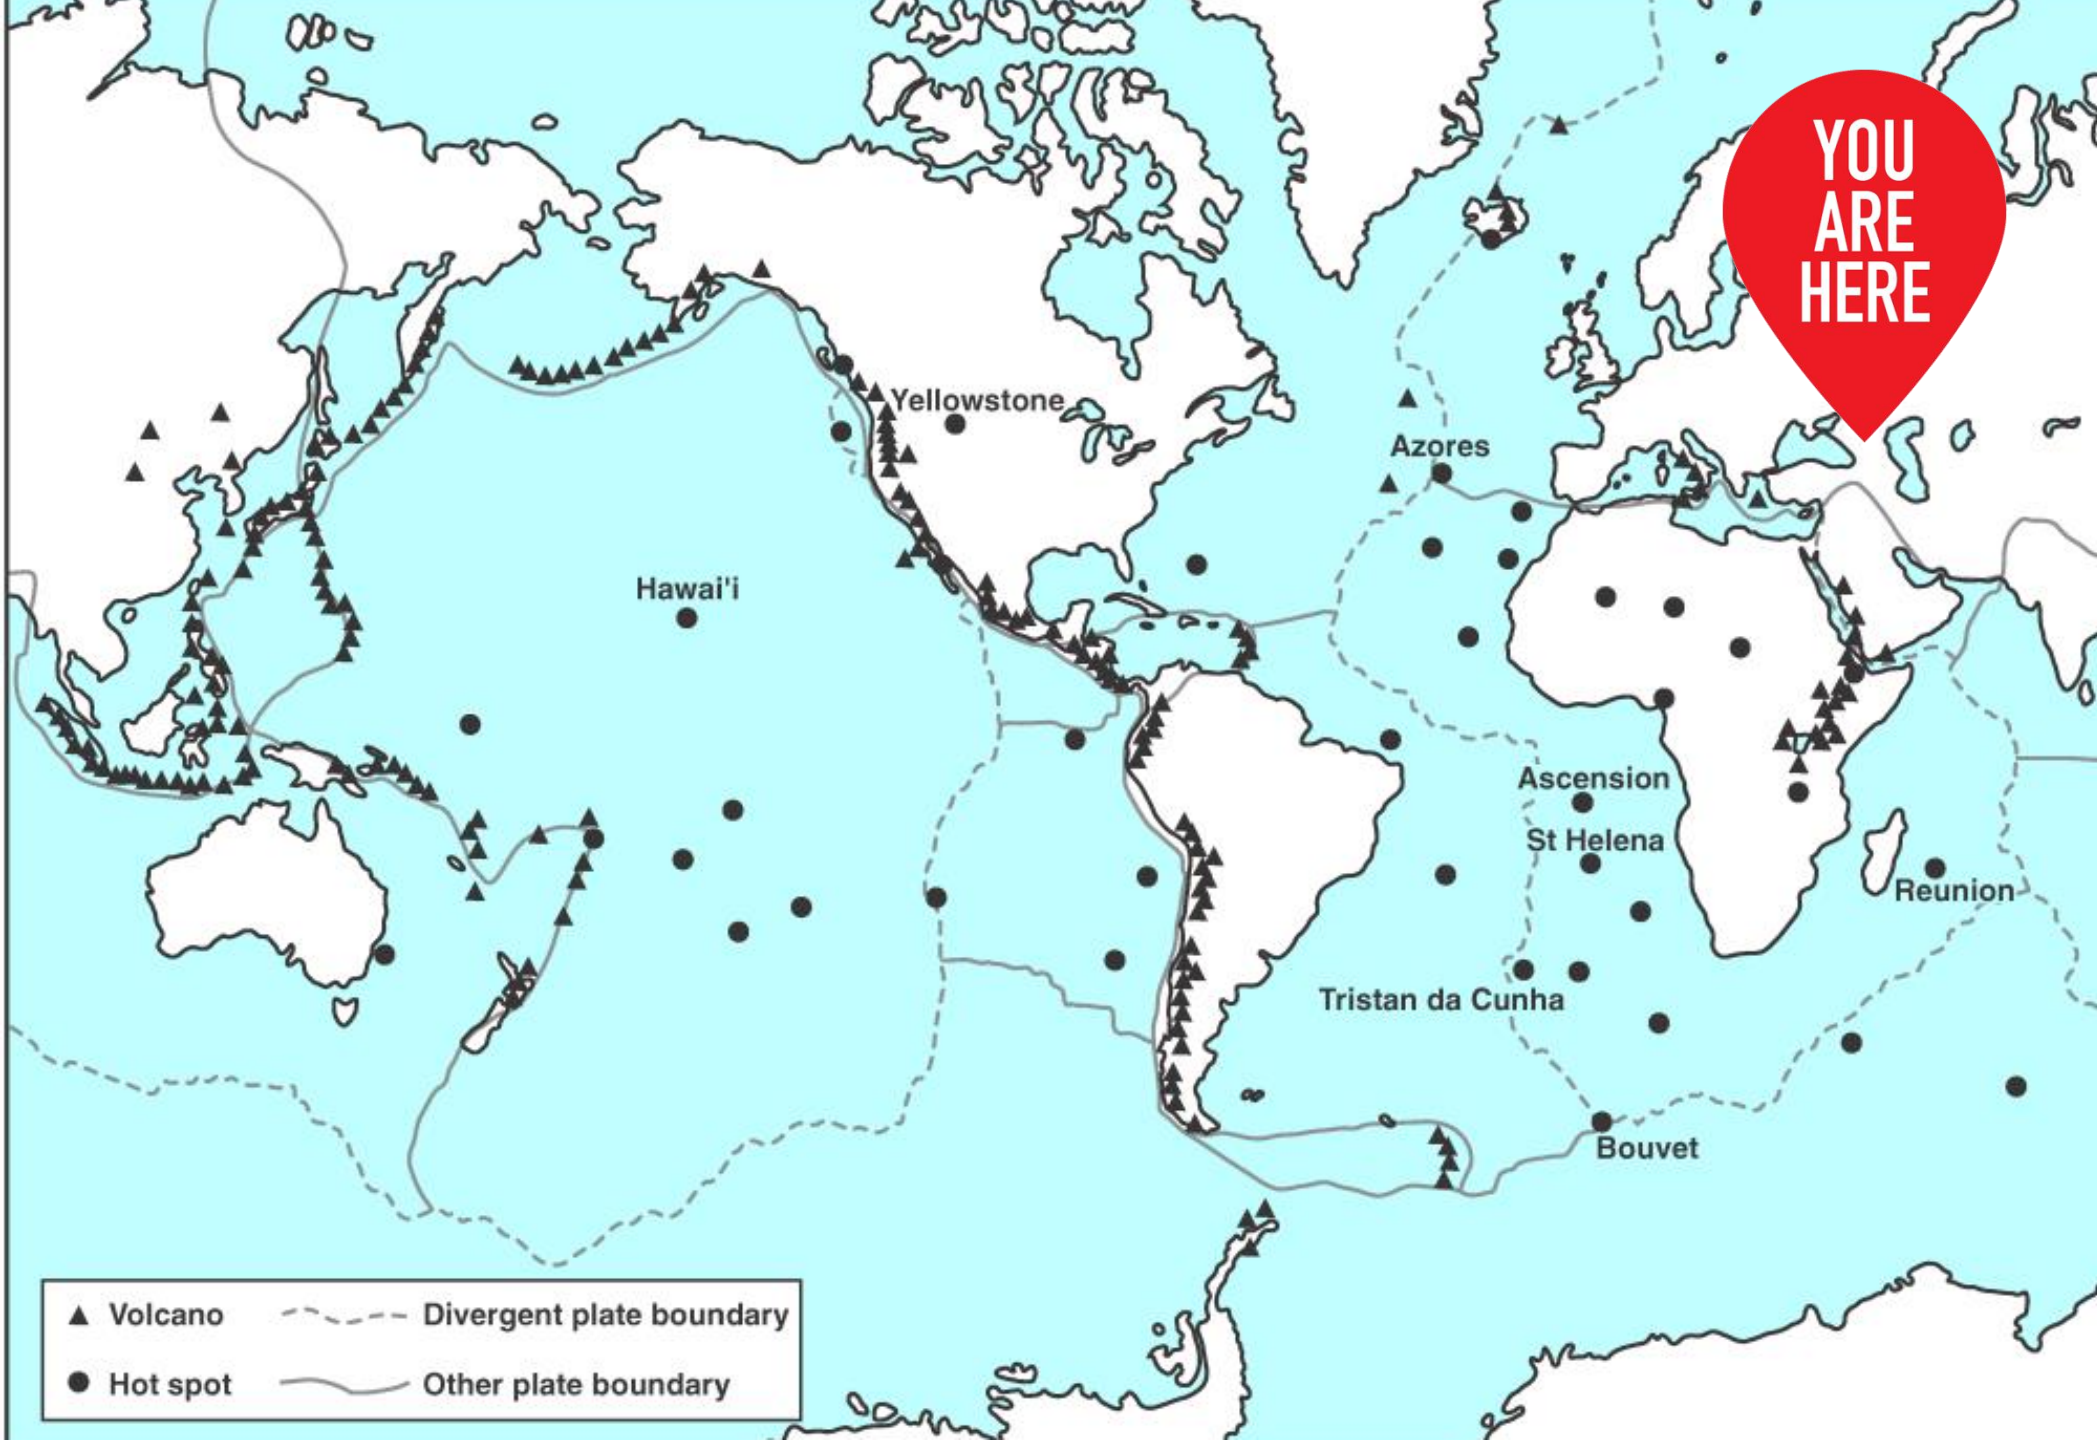 YOU
ARE
HERE
Yellowstone
Azores
Hawai'i
Ascension
St Helena
Reunion
Tristan da Cunha
Bouvet
Volcano
Divergent plate boundary
Hot spot
Other plate boundary